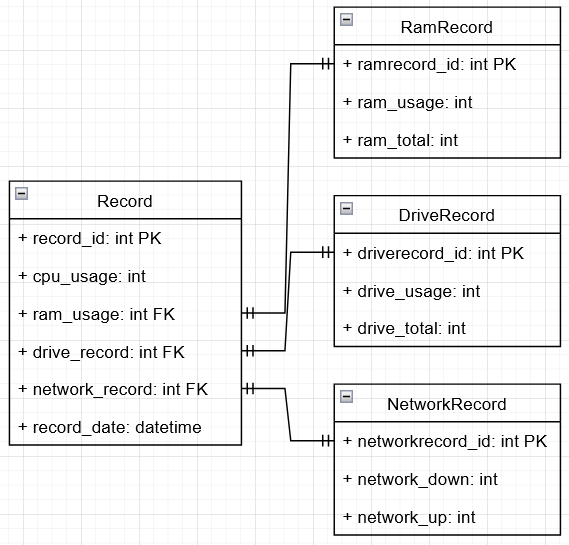 RamRecord
+ ramrecord_id: int PK
+ ram_usage: int
+ ram_total: int
Record
+ record_id: int PK
+ cpu_usage: int
+ ram_usage: int FK
+ drive_record: int FK
+ network_record: int FK
+ record_date: datetime
DriveRecord
+ driverecord_id: int PK
+ drive_usage: int
+ drive_total: int
NetworkRecord
+ networkrecord_id: int PK
+ network_down: int
+ network_up: int